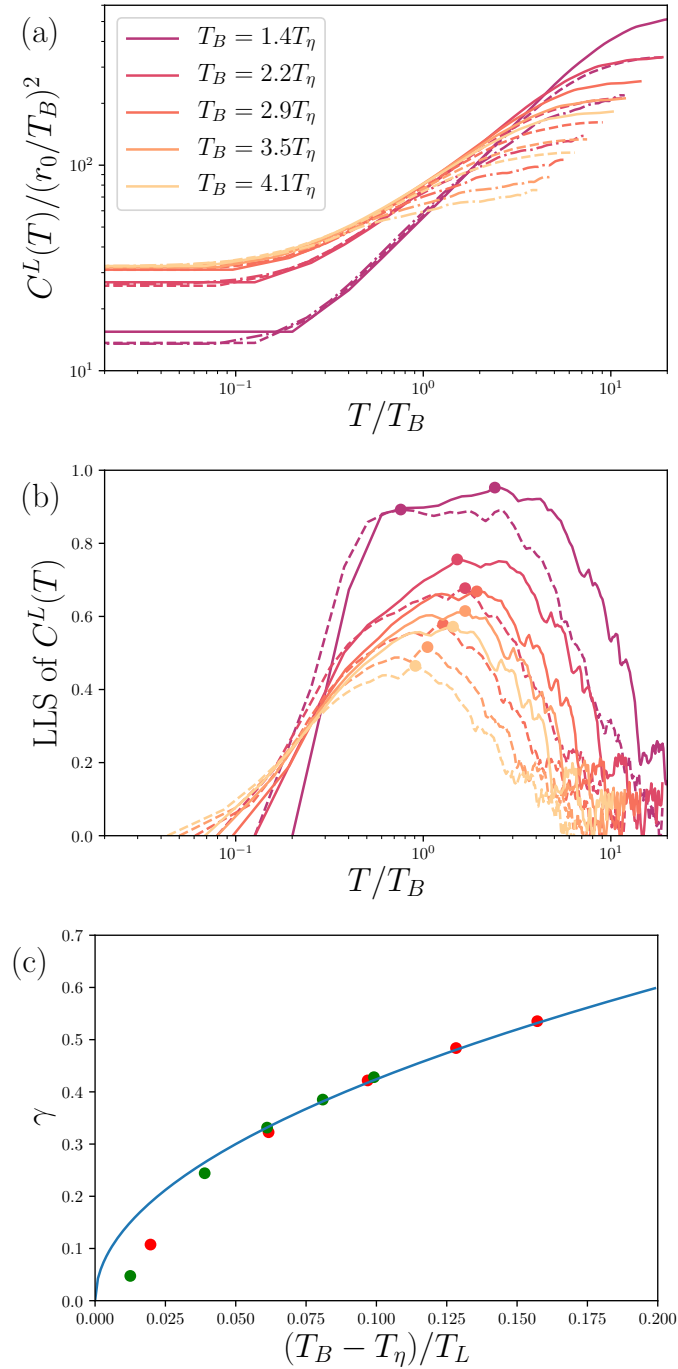 (a)
C^L(T)/(r_0/T_B)^2
10^2
10^1
T_B = 1.4T_η
T_B = 2.2T_η
T_B = 2.9T_η
T_B = 3.5T_η
T_B = 4.1T_η
10^{-1} 10^0 10^1
T/T_B
(b)
LLS of C^L(T)
1.0
0.8
0.6
0.4
0.2
0.0
10^{-1} 10^0 10^1
T/T_B
(c)
γ
0.7
0.6
0.5
0.4
0.3
0.2
0.1
0.0
0.000 0.025 0.050 0.075 0.100 0.125 0.150 0.175 0.200
(T_B − T_η)/T_L